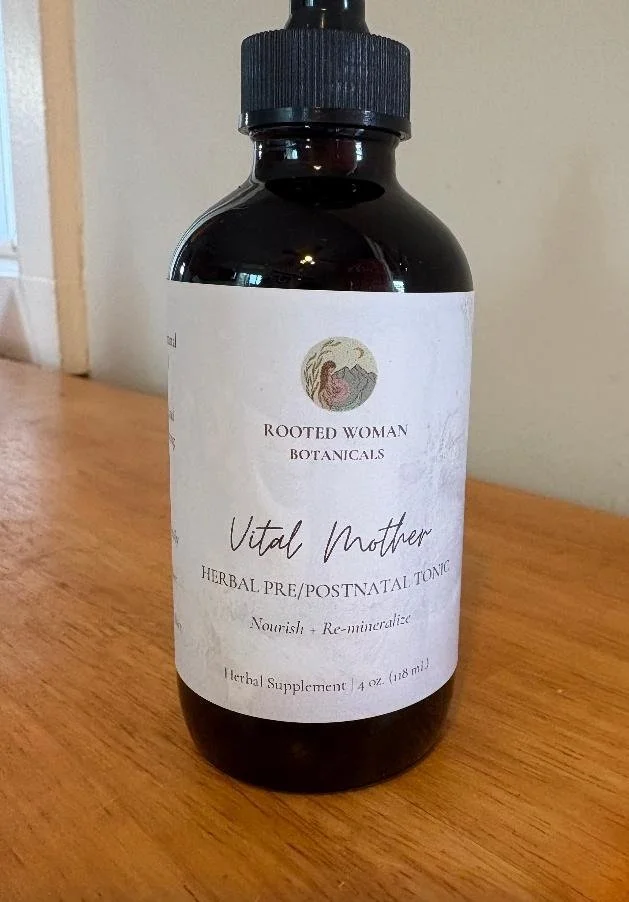 ROOTED WOMAN
BOTANICALS
Vital Mother
HERBAL PRE/POSTNATAL TONIC
Nourish + Re-mineralize
Herbal Supplement | 4 oz. (118 mL)